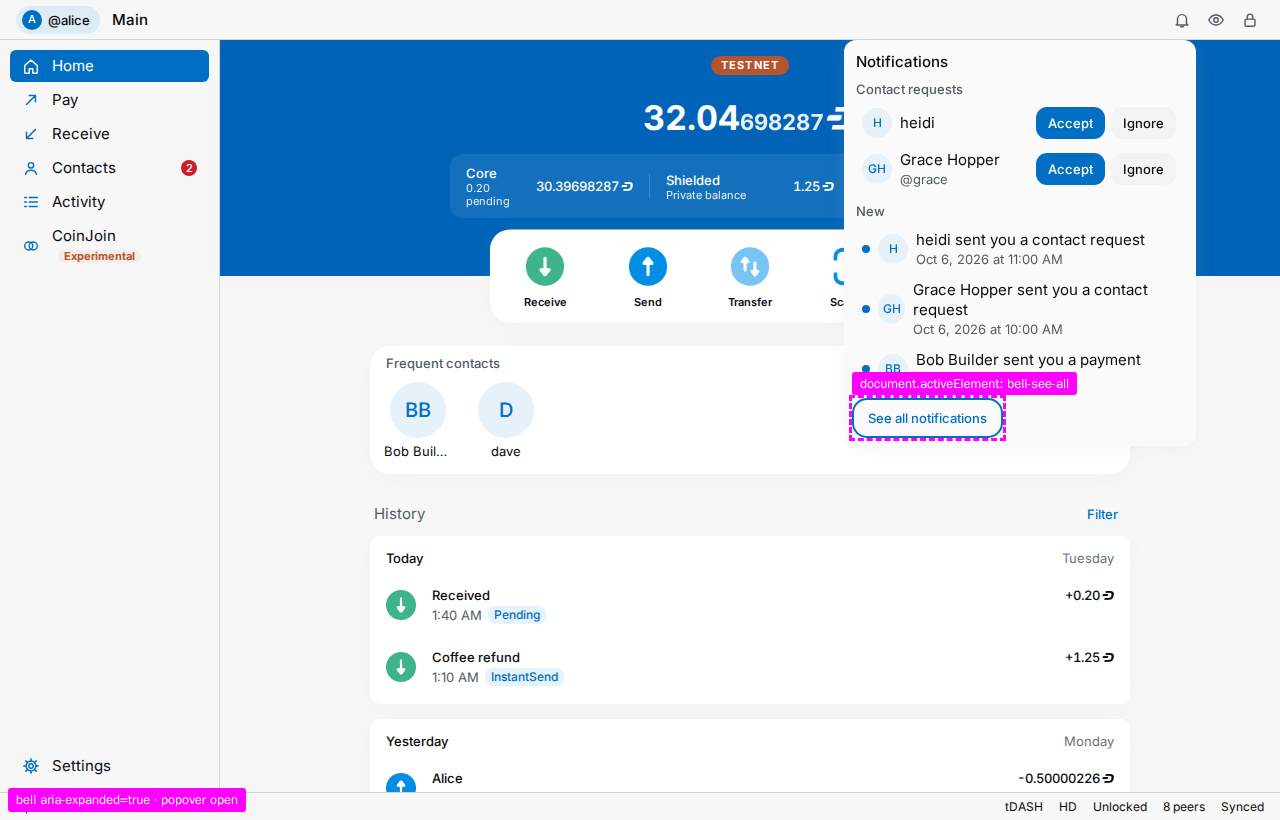 A @alice Main
Home
Pay
Receive
Contacts 2
Activity
CoinJoin
Experimental
Settings
bell aria-expanded=true · popover open
TESTNET
32.04698287
Core
0.20
pending
30.39698287
Shielded
Private balance
1.25
Receive
Send
Transfer
Frequent contacts
BB
Bob Buil...
D
dave
Notifications
Contact requests
H heidi Accept Ignore
GH Grace Hopper
@grace
Accept Ignore
New
H heidi sent you a contact request
Oct 6, 2026 at 11:00 AM
GH Grace Hopper sent you a contact
request
Oct 6, 2026 at 10:00 AM
BB Bob Builder sent you a payment
document.activeElement: bell-see-all
See all notifications
History Filter
Today Tuesday
Received +0.20
1:40 AM Pending
Coffee refund +1.25
1:10 AM InstantSend
Yesterday Monday
Alice -0.50000226
tDASH HD Unlocked 8 peers Synced